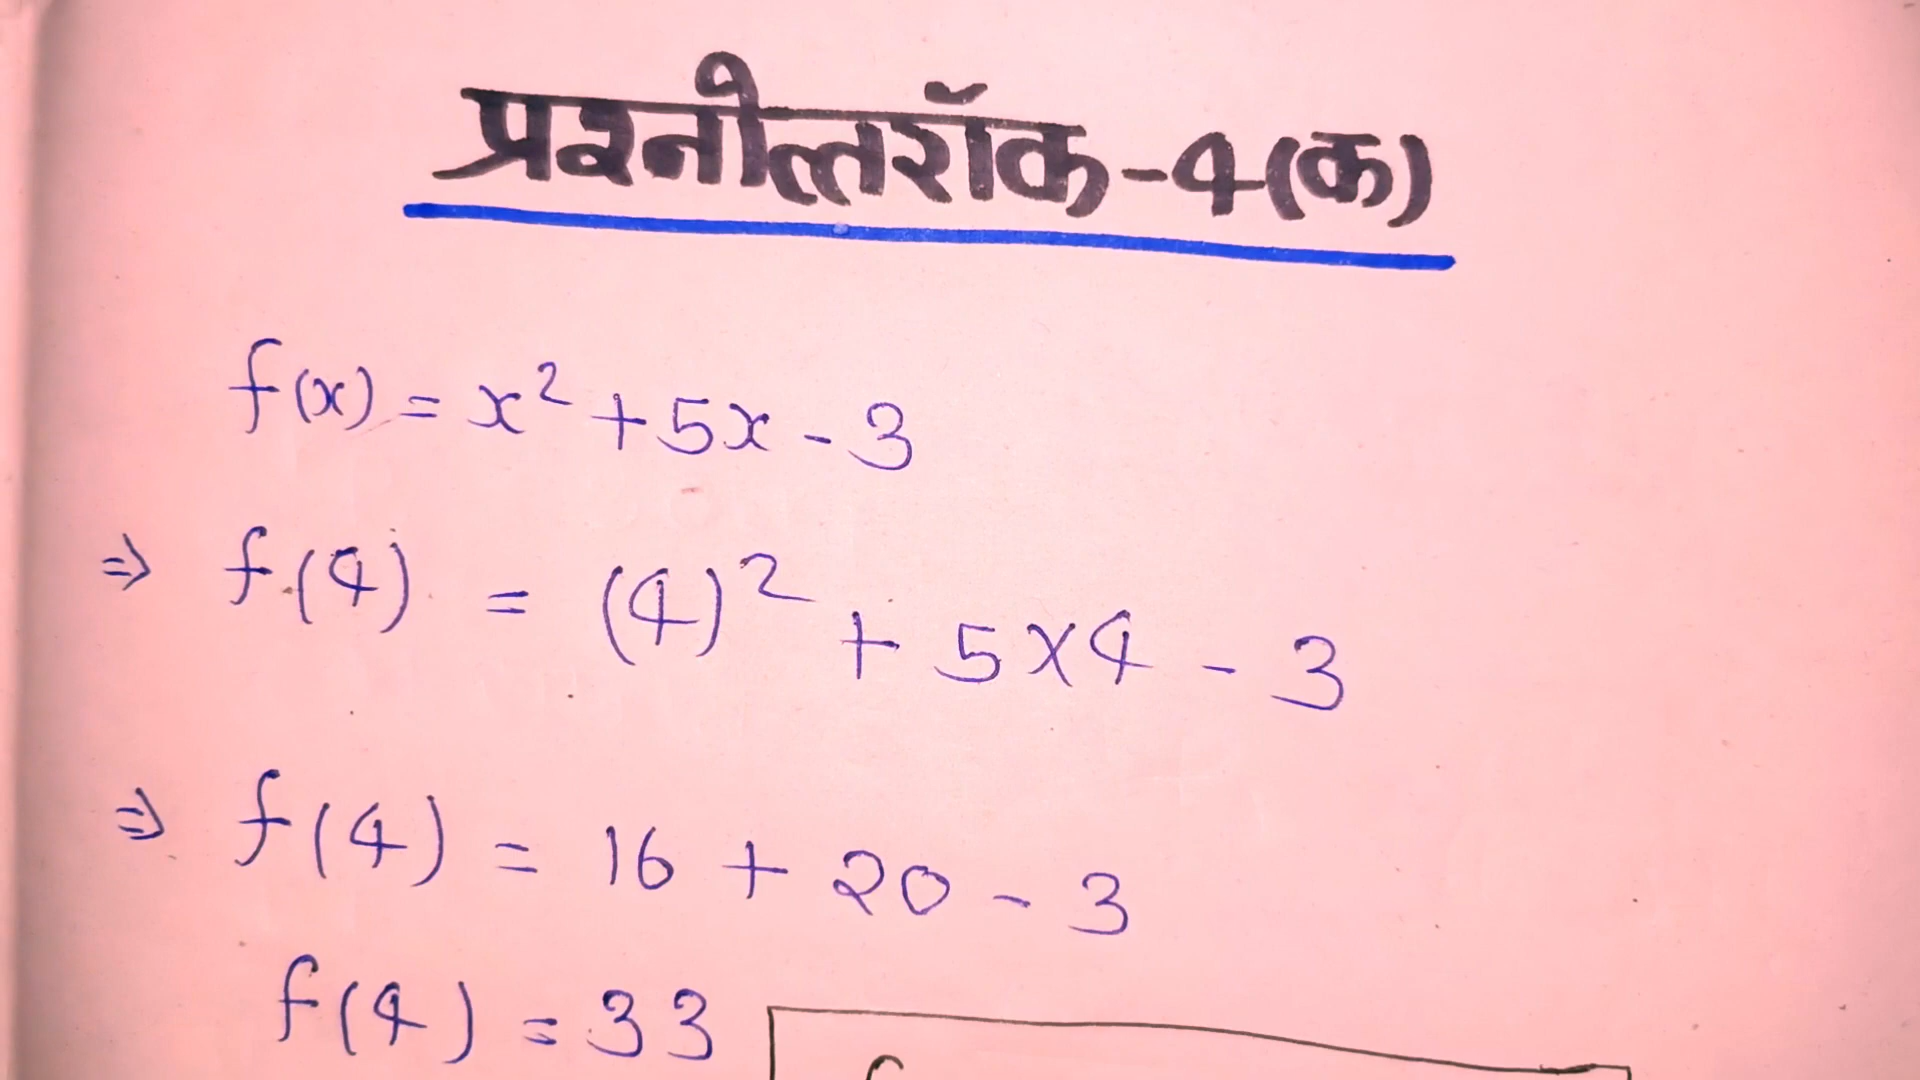 प्रश्नोत्तरॉक-4(क)
f(x) = x² + 5x - 3
⇒ f(4) = (4)² + 5×4 - 3
⇒ f(4) = 16 + 20 - 3
f(4) = 33